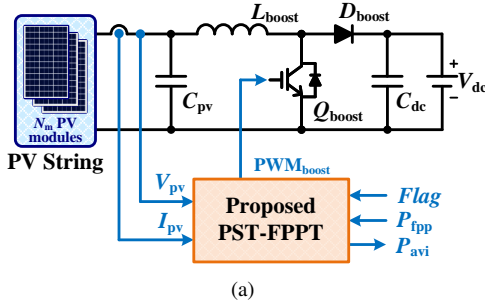 L_boost
D_boost
C_pv
Q_boost
C_dc
+
V_dc
−
N_m PV
modules
PV String
PWM_boost
V_pv
I_pv
Proposed
PST-FPPT
Flag
P_fpp
P_avi
(a)